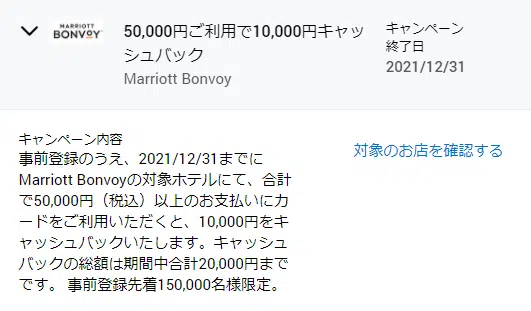 MARRIOTT
BONVOY
50,000円ご利用で10,000円キャッ
シュバック
Marriott Bonvoy
キャンペーン
終了日
2021/12/31
キャンペーン内容
事前登録のうえ、2021/12/31までに
Marriott Bonvoyの対象ホテルにて、合計
で50,000円（税込）以上のお支払いにカ
ードをご利用いただくと、10,000円をキ
ャッシュバックいたします。キャッシュ
バックの総額は期間中合計20,000円まで
です。 事前登録先着150,000名様限定。
対象のお店を確認する